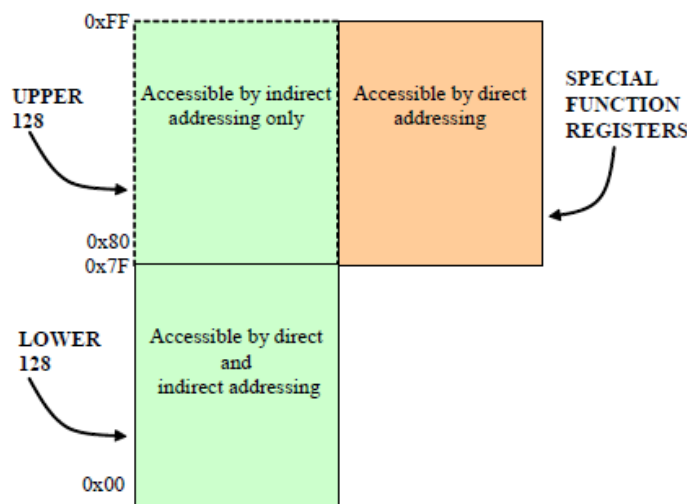 0xFF
UPPER
128
Accessible by indirect
addressing only
Accessible by direct
addressing
SPECIAL
FUNCTION
REGISTERS
0x80
0x7F
LOWER
128
Accessible by direct
and
indirect addressing
0x00